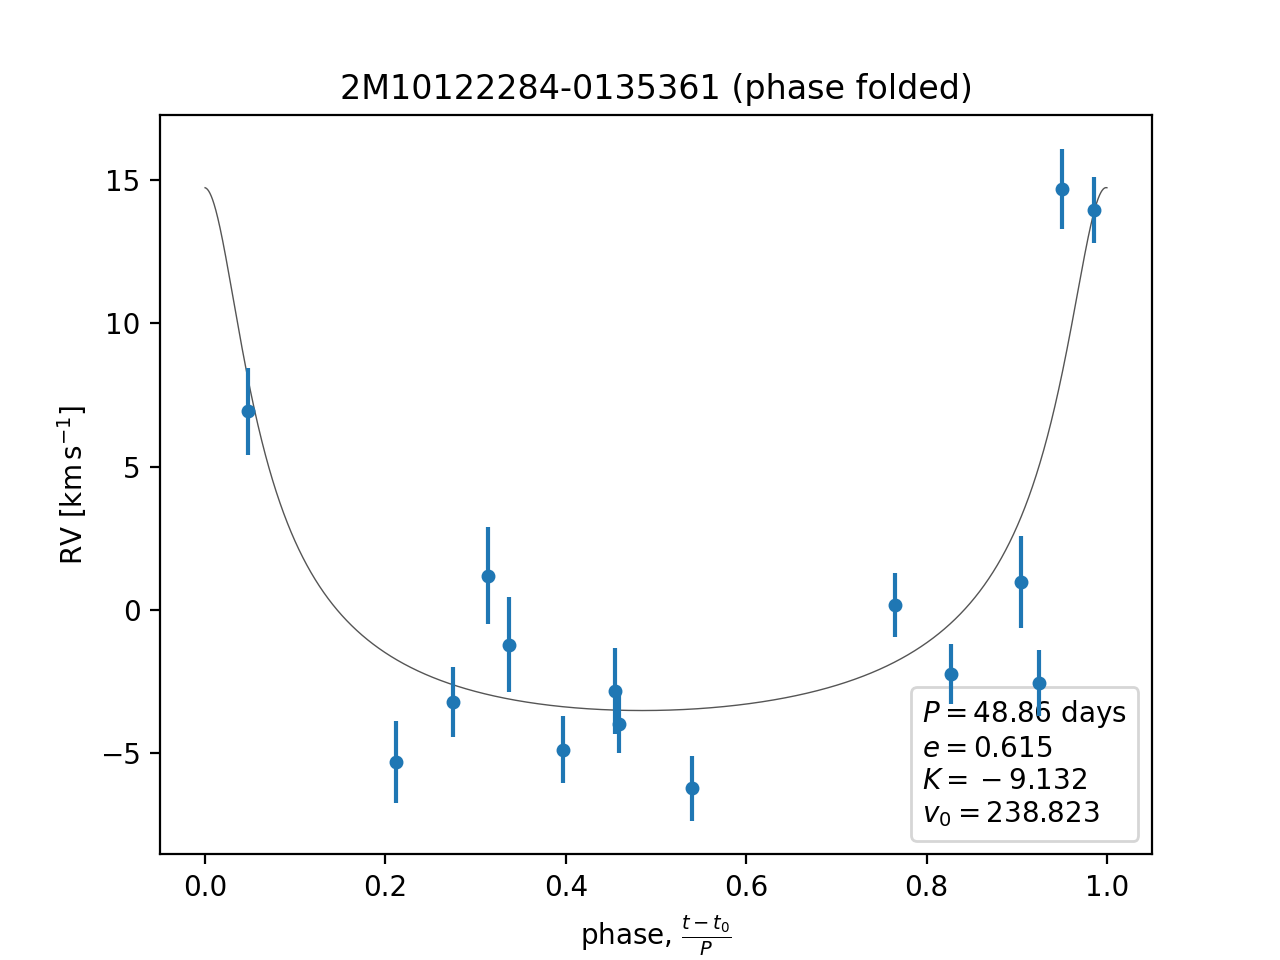 2M10122284-0135361 (phase folded)
15
10
5
0
−5
RV [km s⁻¹]
P = 48.86 days
e = 0.615
K = − 9.132
v₀ = 238.823
0.0 0.2 0.4 0.6 0.8 1.0
phase, (t − t₀)/P